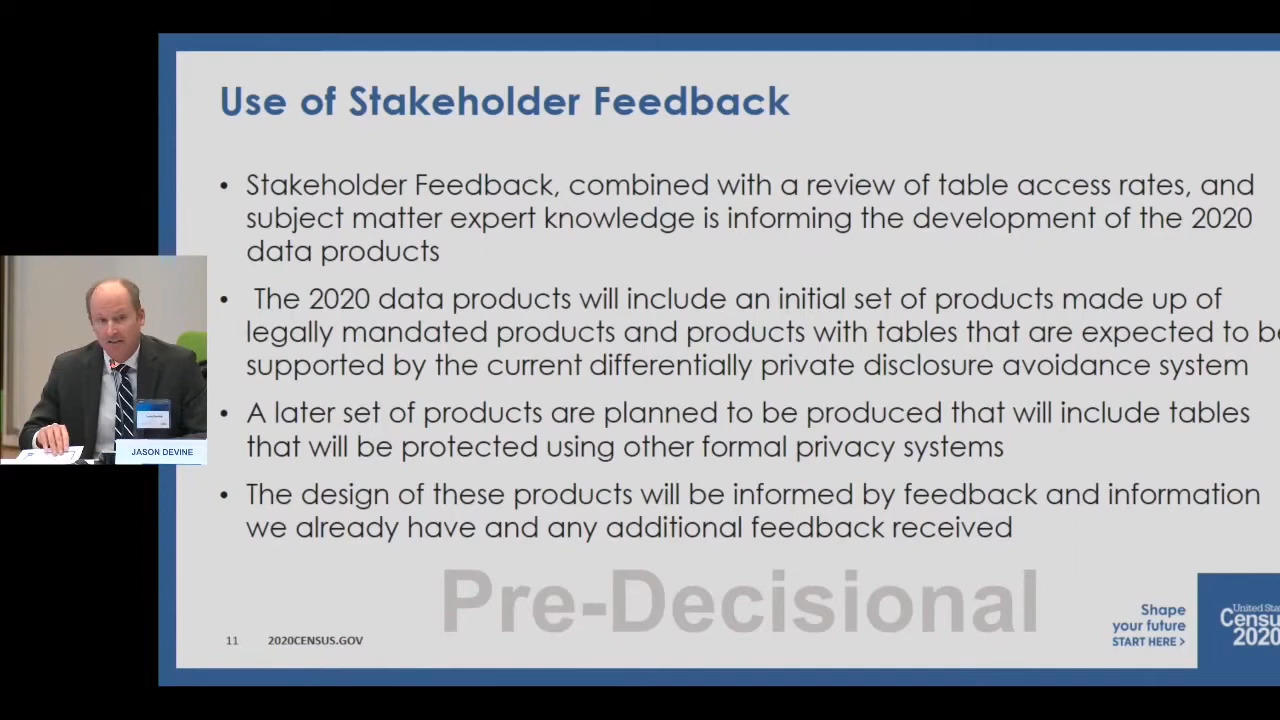 Use of Stakeholder Feedback
• Stakeholder Feedback, combined with a review of table access rates, and
subject matter expert knowledge is informing the development of the 2020
data products
• The 2020 data products will include an initial set of products made up of
legally mandated products and products with tables that are expected to be
supported by the current differentially private disclosure avoidance system
• A later set of products are planned to be produced that will include tables
that will be protected using other formal privacy systems
• The design of these products will be informed by feedback and information
we already have and any additional feedback received
JASON DEVINE
Pre-Decisional
11 2020CENSUS.GOV
Shape
your future
START HERE >
United Sta
Censu
2020